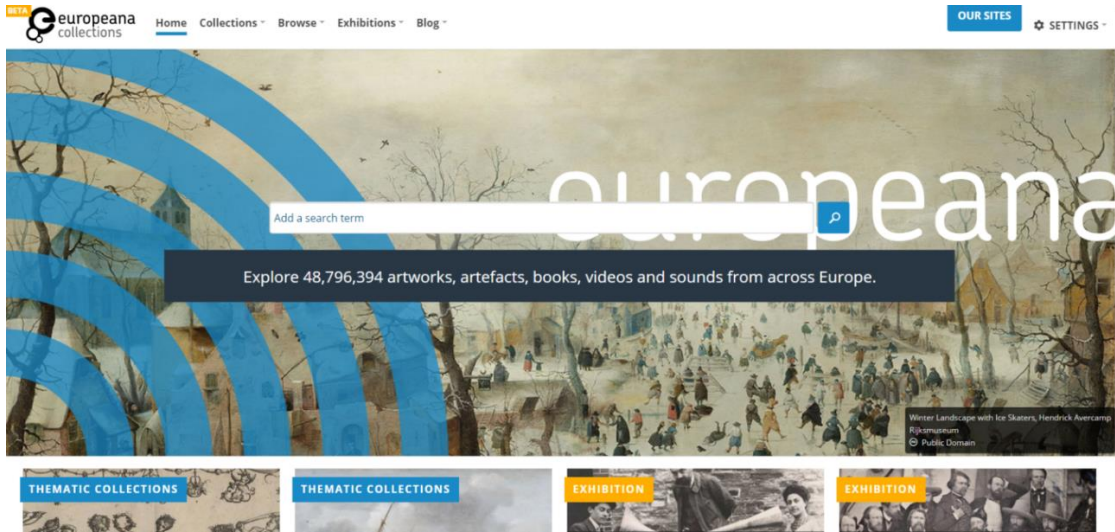 BETA
europeana
collections
Home Collections Browse Exhibitions Blog
OUR SITES
SETTINGS
europeana
Add a search term
Explore 48,796,394 artworks, artefacts, books, videos and sounds from across Europe.
Winter Landscape with Ice Skaters, Hendrick Avercamp
Rijksmuseum
Public Domain
THEMATIC COLLECTIONS
THEMATIC COLLECTIONS
EXHIBITION
EXHIBITION